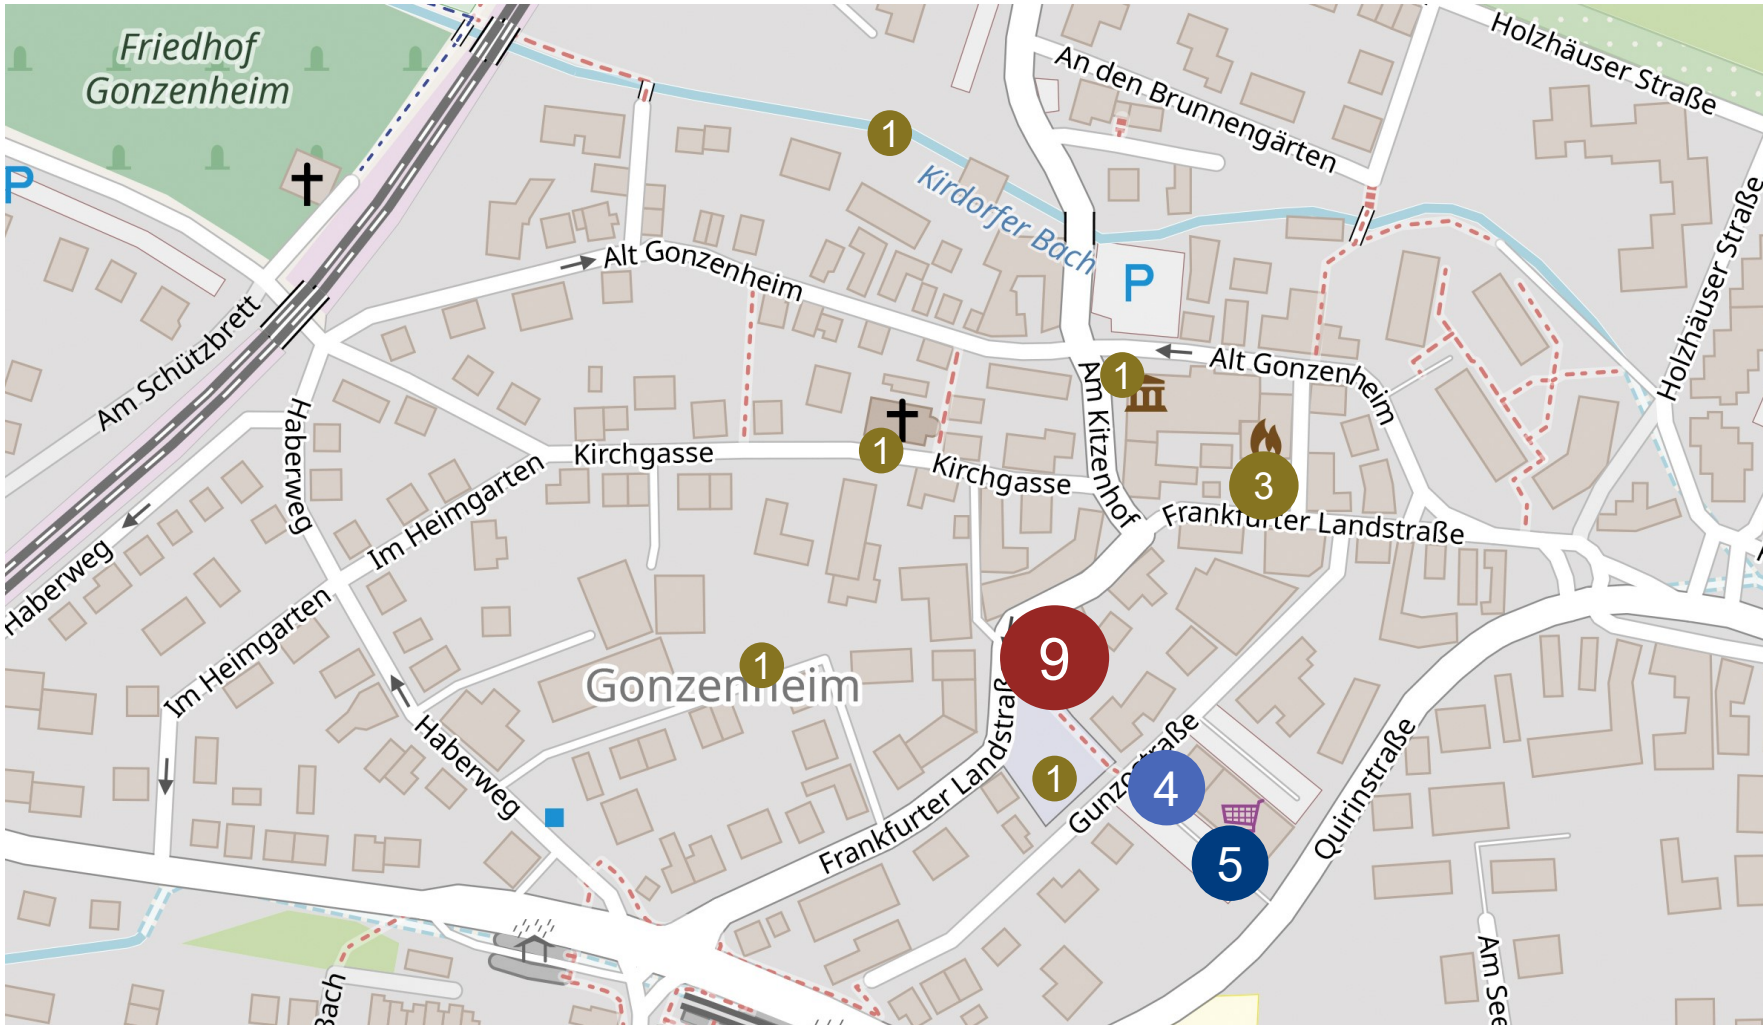 Friedhof
Gonzenheim
Holzhäuser Straße
An den Brunnengärten
1
P
Kirdorfer Bach
Holzhäuser Straße
P
Alt Gonzenheim
Am Schützbrett
1
Alt Gonzenheim
Am Kitzenhof
Haberweg
Kirchgasse
1
Kirchgasse
3
Im Heimgarten
Frankfurter Landstraße
Haberweg
Im Heimgarten
9
1
Gonzenheim
Haberweg
1
4
Gunzostraße
Quirinstraße
Frankfurter Landstraße
5
Am See
Bach